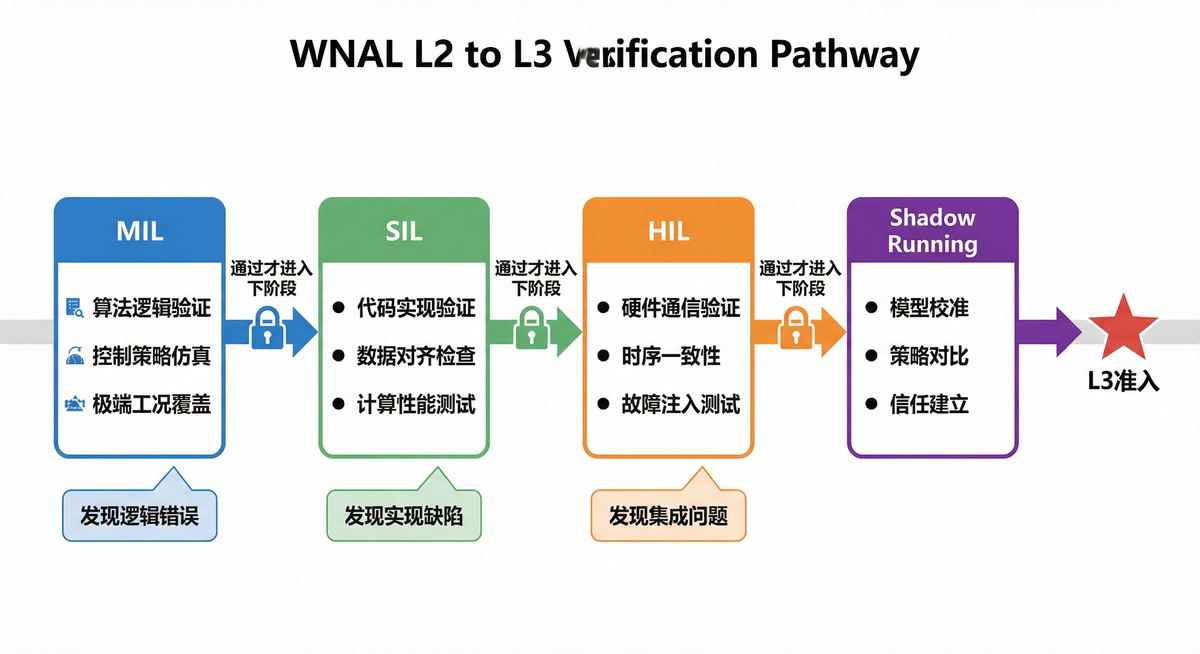 WNAL L2 to L3 Verification Pathway
MIL
算法逻辑验证
控制策略仿真
极端工况覆盖
发现逻辑错误
通过才进入
下阶段
SIL
代码实现验证
数据对齐检查
计算性能测试
发现实现缺陷
通过才进入
下阶段
HIL
硬件通信验证
时序一致性
故障注入测试
发现集成问题
通过才进入
下阶段
Shadow
Running
模型校准
策略对比
信任建立
L3准入